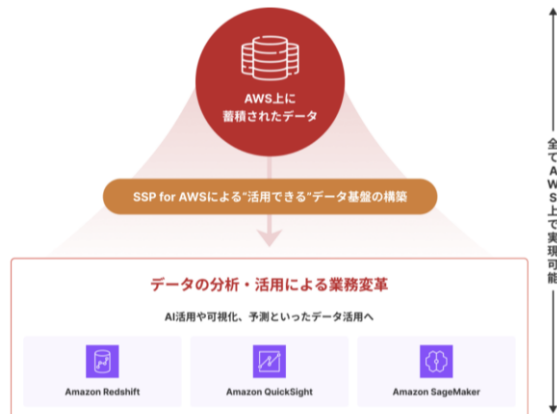 AWS上に
蓄積されたデータ
SSP for AWSによる"活用できる"データ基盤の構築
データの分析・活用による業務変革
AI活用や可視化、予測といったデータ活用へ
Amazon Redshift
Amazon QuickSight
Amazon SageMaker
全てAWS上で実現可能